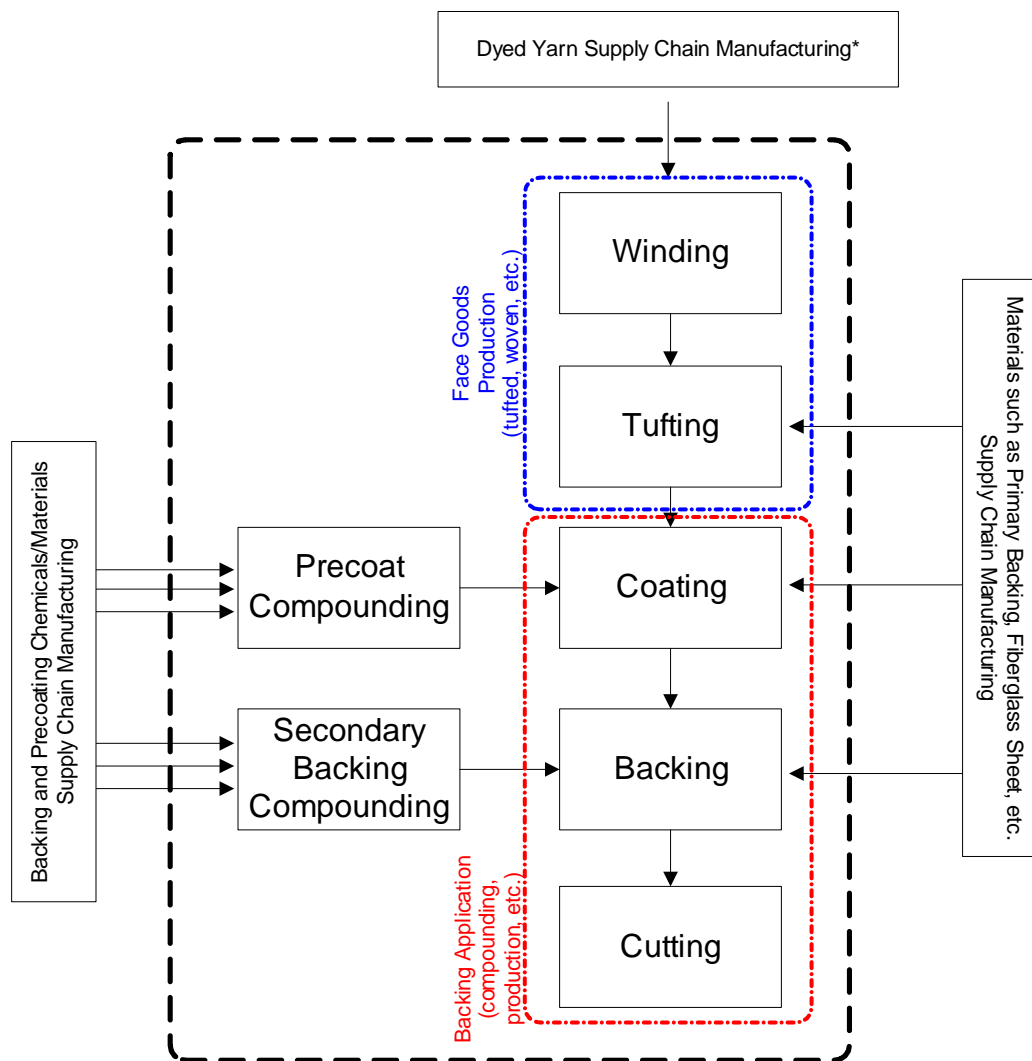 Dyed Yarn Supply Chain Manufacturing*
Winding
Face Goods
Production
(tufted, woven, etc.)
Tufting
Materials such as Primary Backing, Fiberglass Sheet, etc.
Supply Chain Manufacturing
Backing and Precoating Chemicals/Materials
Supply Chain Manufacturing
Precoat
Compounding
Coating
Secondary
Backing
Compounding
Backing
Backing Application
(compounding,
production, etc.)
Cutting